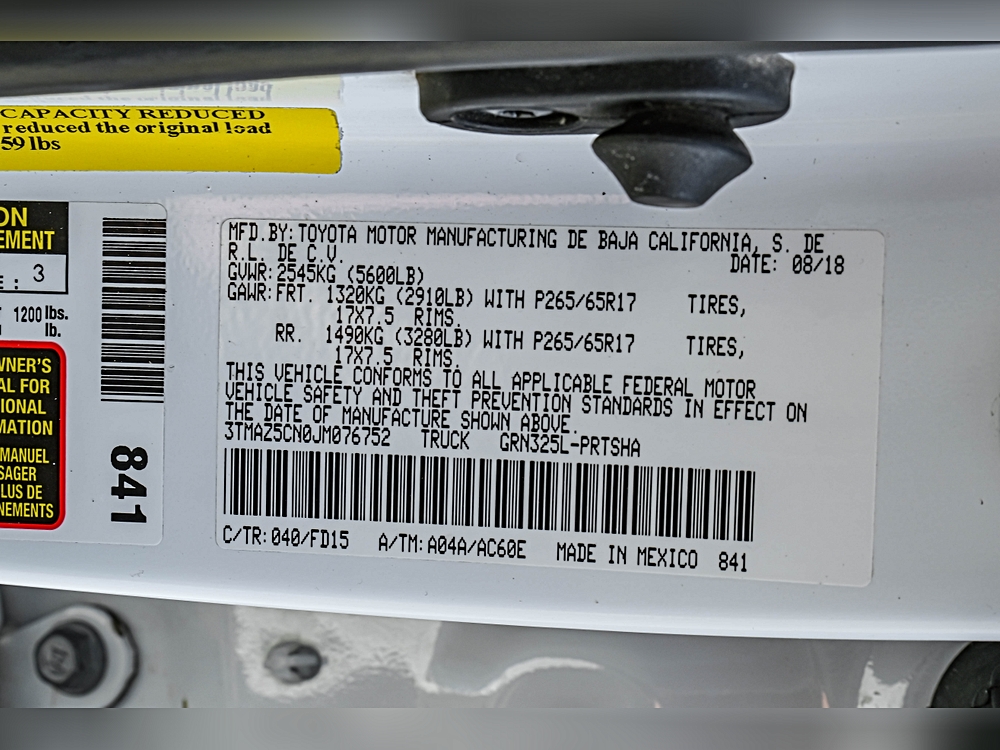 CAPACITY REDUCED
reduced the original load
59 lbs
ON
EMENT
E : 3
T 1200 lbs.
lb.
WNER'S
AL FOR
IONAL
MATION
MANUEL
SAGER
LUS DE
NEMENTS
841
MFD.BY:TOYOTA MOTOR MANUFACTURING DE BAJA CALIFORNIA, S. DE
R.L. DE C.V. DATE: 08/18
GVWR:2545KG (5600LB)
GAWR:FRT. 1320KG (2910LB) WITH P265/65R17 TIRES,
17X7.5 RIMS.
RR. 1490KG (3280LB) WITH P265/65R17 TIRES,
17X7.5 RIMS.
THIS VEHICLE CONFORMS TO ALL APPLICABLE FEDERAL MOTOR
VEHICLE SAFETY AND THEFT PREVENTION STANDARDS IN EFFECT ON
THE DATE OF MANUFACTURE SHOWN ABOVE.
3TMAZ5CN0JM076752 TRUCK GRN325L-PRTSHA
C/TR:040/FD15 A/TM:A04A/AC60E MADE IN MEXICO 841